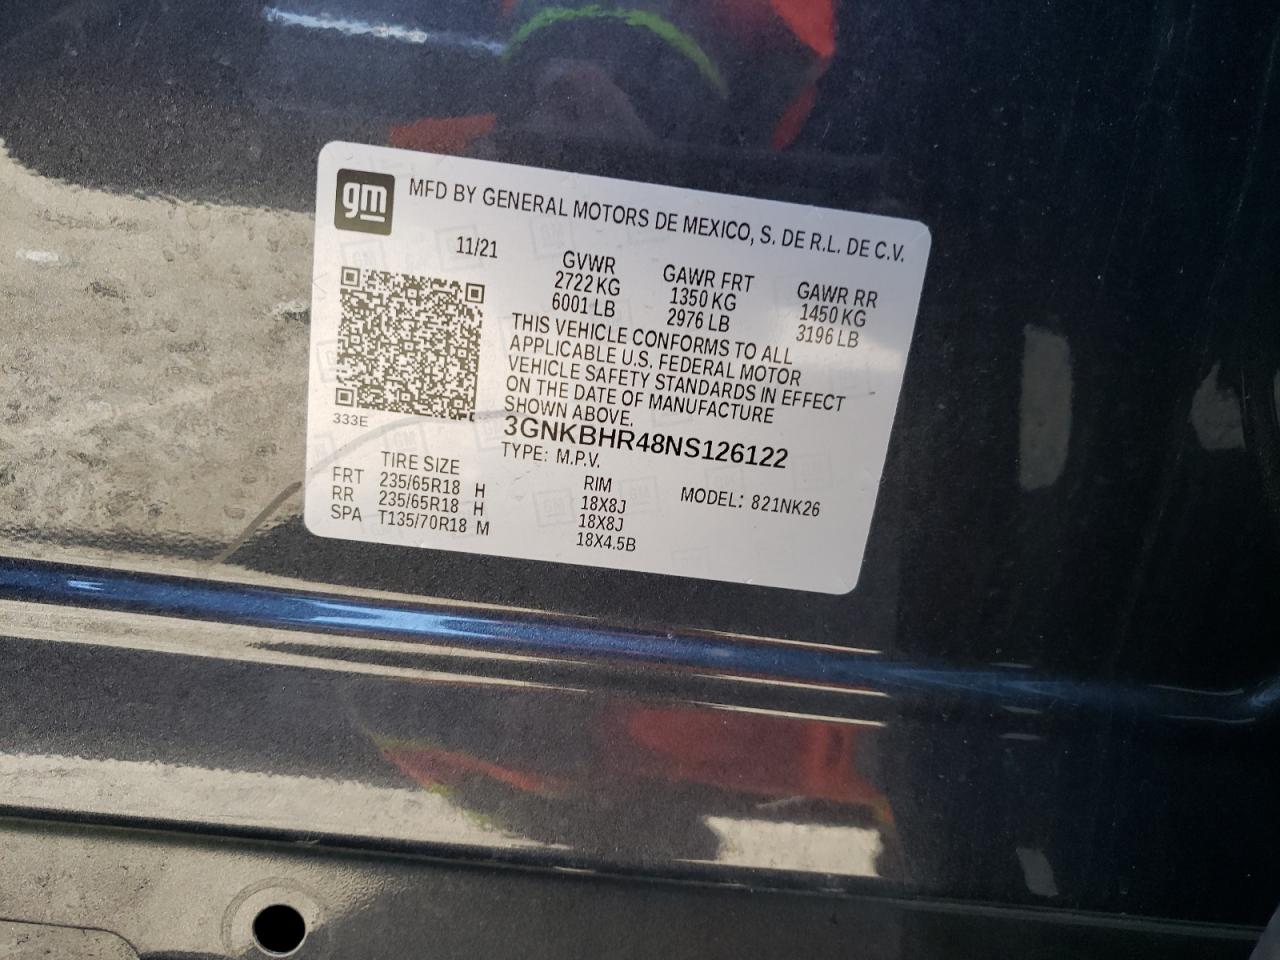 gm MFD BY GENERAL MOTORS DE MEXICO, S. DE R.L. DE C.V.
11/21 GVWR GAWR FRT GAWR RR
2722 KG 1350 KG 1450 KG
6001 LB 2976 LB 3196 LB
THIS VEHICLE CONFORMS TO ALL
APPLICABLE U.S. FEDERAL MOTOR
VEHICLE SAFETY STANDARDS IN EFFECT
ON THE DATE OF MANUFACTURE
SHOWN ABOVE.
333E
3GNKBHR48NS126122
TYPE: M.P.V.
MODEL: 821NK26
TIRE SIZE RIM
FRT 235/65R18 H 18X8J
RR 235/65R18 H 18X8J
SPA T135/70R18 M 18X4.5B